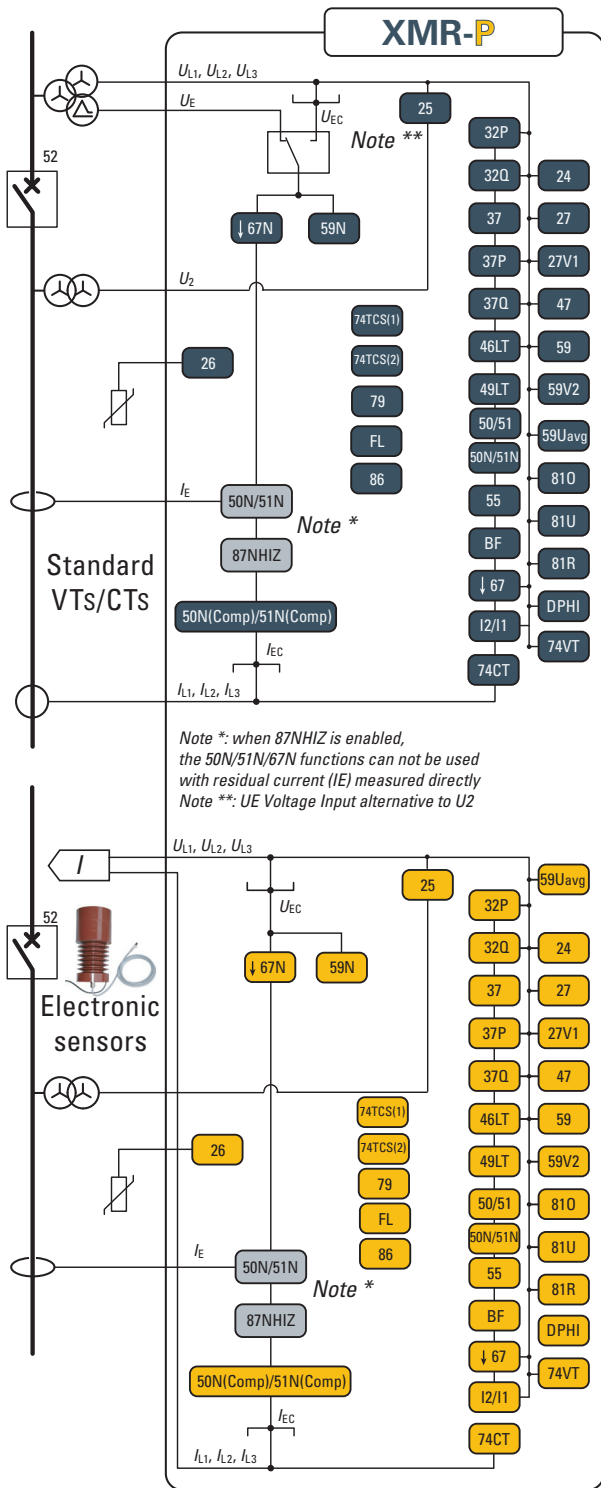 XMR-P
UL1, UL2, UL3
UE
UEC
25
Note **
52
↓ 67N
59N
U2
26
74TCS(1)
74TCS(2)
79
FL
86
32P
32Q
24
37
27
37P
27V1
37Q
47
46LT
59
49LT
59V2
50/51
59Uavg
50N/51N
81O
55
81U
BF
81R
↓ 67
DPHI
I2/I1
74VT
74CT
IE
50N/51N
Note *
87NHIZ
Standard
VTs/CTs
50N(Comp)/51N(Comp)
IEC
IL1, IL2, IL3
Note *: when 87NHIZ is enabled,
the 50N/51N/67N functions can not be used
with residual current (IE) measured directly
Note **: UE Voltage Input alternative to U2
UL1, UL2, UL3
I
UEC
25
52
↓ 67N
59N
Electronic
sensors
26
74TCS(1)
74TCS(2)
79
FL
86
59Uavg
32P
32Q
24
37
27
37P
27V1
37Q
47
46LT
59
49LT
59V2
50/51
81O
50N/51N
81U
55
81R
BF
DPHI
↓ 67
74VT
I2/I1
74CT
IE
50N/51N
Note *
87NHIZ
50N(Comp)/51N(Comp)
IEC
IL1, IL2, IL3